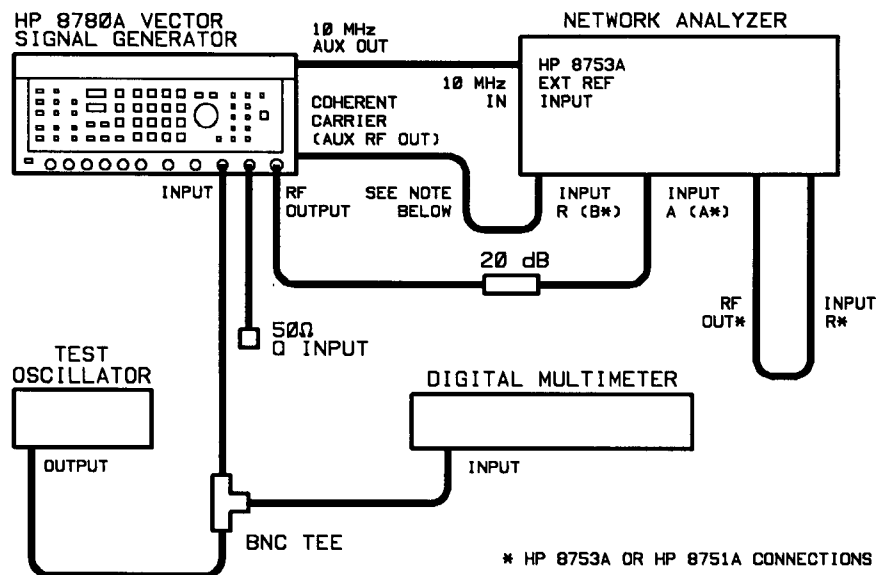 HP 8780A VECTOR
SIGNAL GENERATOR
10 MHz
AUX OUT
NETWORK ANALYZER
HP 8753A
EXT REF
INPUT
10 MHz
IN
COHERENT
CARRIER
(AUX RF OUT)
INPUT
RF
OUTPUT
SEE NOTE
BELOW
INPUT
R (B*)
INPUT
A (A*)
20 dB
RF
OUT*
INPUT
R*
50Ω
Q INPUT
TEST
OSCILLATOR
DIGITAL MULTIMETER
OUTPUT
INPUT
BNC TEE
* HP 8753A OR HP 8751A CONNECTIONS